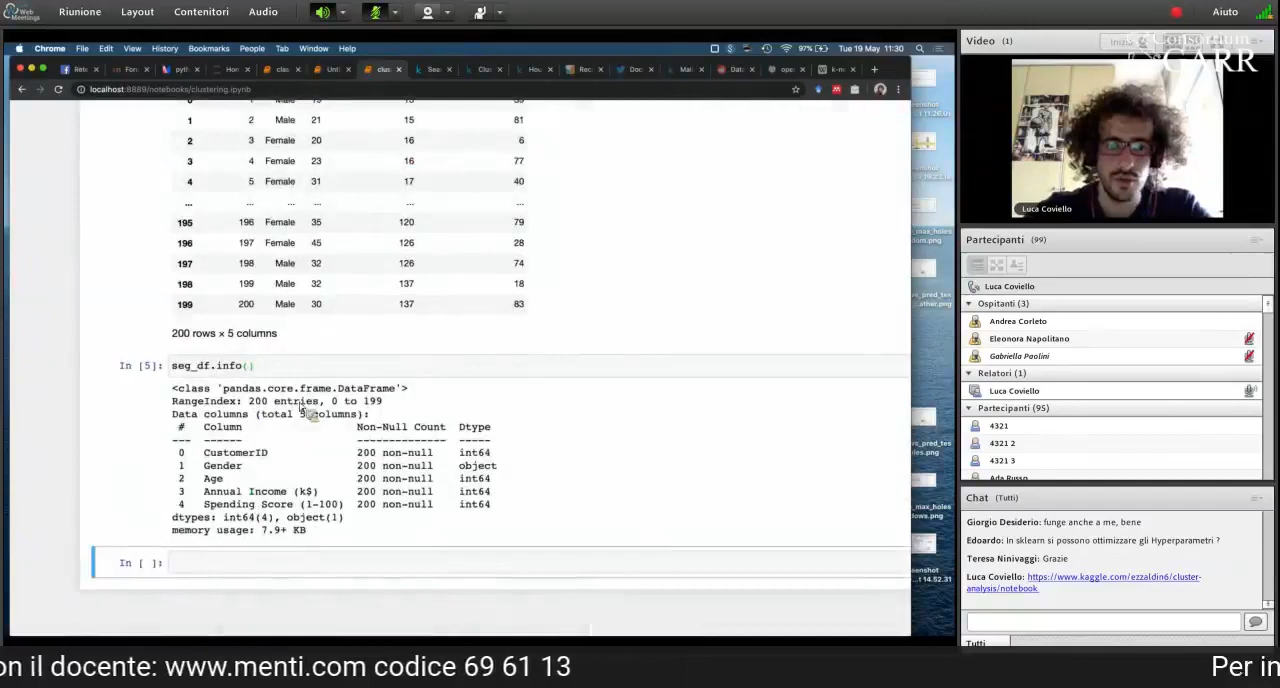 Web Meetings
Riunione Layout Contenitori Audio Aiuto
Chrome File Edit View History Bookmarks People Tab Window Help 97% Tue 19 May 11:30
localhost:8889/notebooks/clustering.ipynb
1 2 Male 21 15 81
2 3 Female 20 16 6
3 4 Female 23 16 77
4 5 Female 31 17 40
... ... ... ... ... ...
195 196 Female 35 120 79
196 197 Female 45 126 28
197 198 Male 32 126 74
198 199 Male 32 137 18
199 200 Male 30 137 83
200 rows × 5 columns
In [5]: seg_df.info()
<class 'pandas.core.frame.DataFrame'>
RangeIndex: 200 entries, 0 to 199
Data columns (total 5 columns):
# Column Non-Null Count Dtype
--- ------ -------------- -----
0 CustomerID 200 non-null int64
1 Gender 200 non-null object
2 Age 200 non-null int64
3 Annual Income (k$) 200 non-null int64
4 Spending Score (1-100) 200 non-null int64
dtypes: int64(4), object(1)
memory usage: 7.9+ KB
In [ ]:
Video (1)
Consortium
GARR
Luca Coviello
Partecipanti (99)
Luca Coviello
Ospitanti (3)
Andrea Corleto
Eleonora Napolitano
Gabriella Paolini
Relatori (1)
Luca Coviello
Partecipanti (95)
4321
4321 2
4321 3
Ada Russo
Chat (Tutti)
Giorgio Desiderio: funge anche a me, bene
Edoardo: In sklearn si possono ottimizzare gli Hyperparametri ?
Teresa Ninivaggi: Grazie
Luca Coviello: https://www.kaggle.com/ezzaldin6/cluster-
analysis/notebook
Tutti
on il docente: www.menti.com codice 69 61 13 Per in